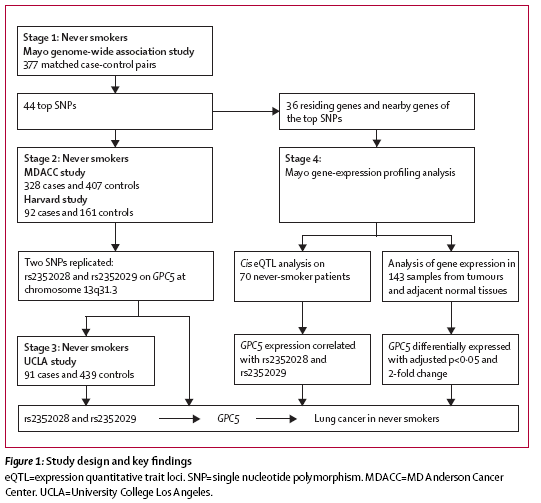 Stage 1: Never smokers
Mayo genome-wide association study
377 matched case-control pairs
44 top SNPs
36 residing genes and nearby genes of
the top SNPs
Stage 2: Never smokers
MDACC study
328 cases and 407 controls
Harvard study
92 cases and 161 controls
Stage 4:
Mayo gene-expression profiling analysis
Two SNPs replicated:
rs2352028 and rs2352029 on GPC5 at
chromosome 13q31.3
Cis eQTL analysis on
70 never-smoker patients
Analysis of gene expression in
143 samples from tumours
and adjacent normal tissues
Stage 3: Never smokers
UCLA study
91 cases and 439 controls
GPC5 expression correlated
with rs2352028 and
rs2352029
GPC5 differentially expressed
with adjusted p<0·05 and
2-fold change
rs2352028 and rs2352029 GPC5 Lung cancer in never smokers
Figure 1: Study design and key findings
eQTL=expression quantitative trait loci. SNP=single nucleotide polymorphism. MDACC=MD Anderson Cancer
Center. UCLA=University College Los Angeles.